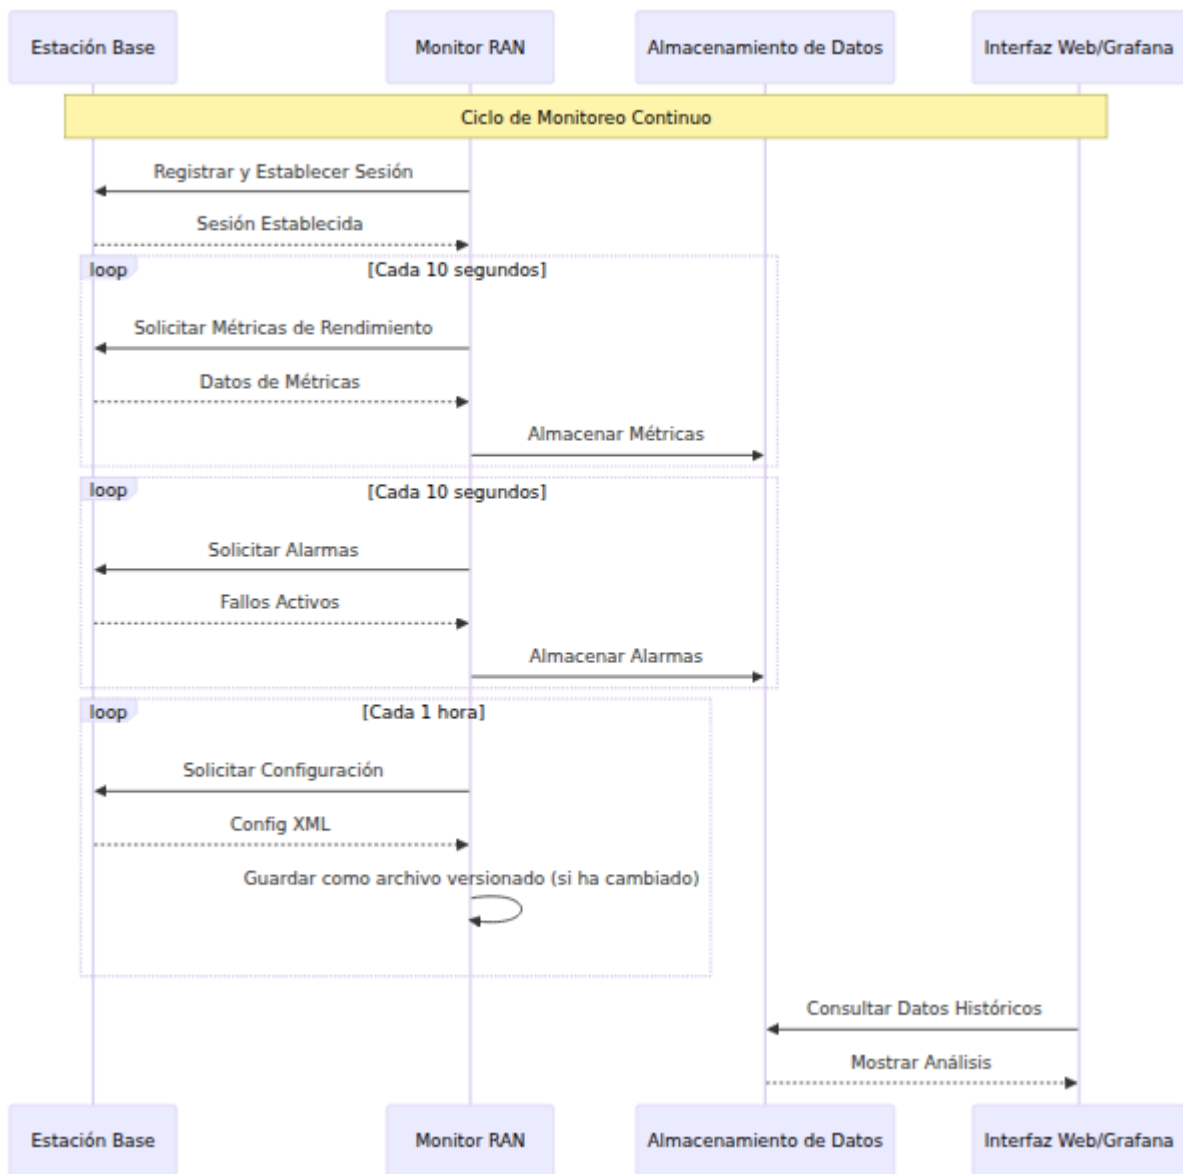 Estación Base
Monitor RAN
Almacenamiento de Datos
Interfaz Web/Grafana
Ciclo de Monitoreo Continuo
Registrar y Establecer Sesión
Sesión Establecida
loop
[Cada 10 segundos]
Solicitar Métricas de Rendimiento
Datos de Métricas
Almacenar Métricas
loop
[Cada 10 segundos]
Solicitar Alarmas
Fallos Activos
Almacenar Alarmas
loop
[Cada 1 hora]
Solicitar Configuración
Config XML
Guardar como archivo versionado (si ha cambiado)
Consultar Datos Históricos
Mostrar Análisis
Estación Base
Monitor RAN
Almacenamiento de Datos
Interfaz Web/Grafana